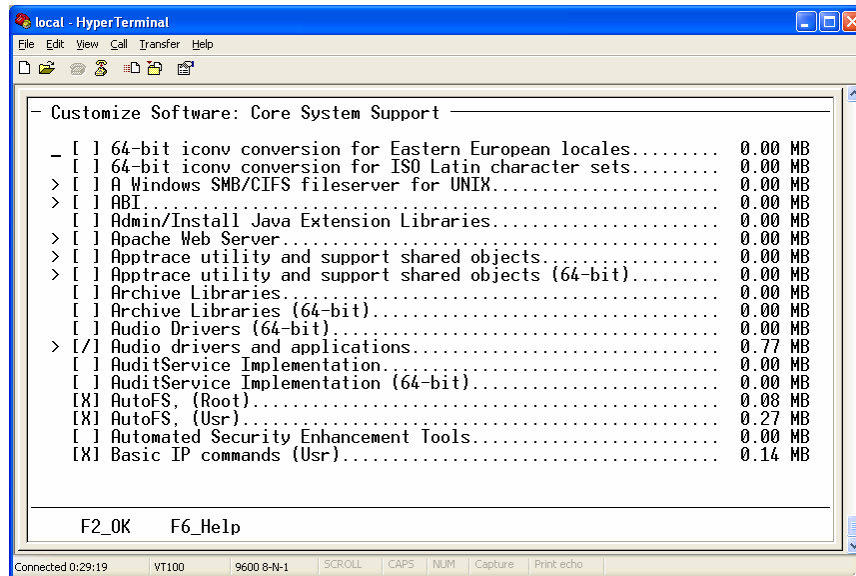 local - HyperTerminal
File Edit View Call Transfer Help
- Customize Software: Core System Support
_ [ ] 64-bit iconv conversion for Eastern European locales......... 0.00 MB
[ ] 64-bit iconv conversion for ISO Latin character sets......... 0.00 MB
> [ ] A Windows SMB/CIFS fileserver for UNIX....................... 0.00 MB
> [ ] ABI.......................................................... 0.00 MB
[ ] Admin/Install Java Extension Libraries....................... 0.00 MB
> [ ] Apache Web Server............................................ 0.00 MB
> [ ] Apptrace utility and support shared objects.................. 0.00 MB
> [ ] Apptrace utility and support shared objects (64-bit)......... 0.00 MB
[ ] Archive Libraries............................................ 0.00 MB
[ ] Archive Libraries (64-bit)................................... 0.00 MB
[ ] Audio Drivers (64-bit)....................................... 0.00 MB
> [/] Audio drivers and applications............................... 0.77 MB
[ ] AuditService Implementation.................................. 0.00 MB
[ ] AuditService Implementation (64-bit)......................... 0.00 MB
[X] AutoFS, (Root)............................................... 0.08 MB
[X] AutoFS, (Usr)................................................ 0.27 MB
[ ] Automated Security Enhancement Tools......................... 0.00 MB
[X] Basic IP commands (Usr)...................................... 0.14 MB
F2_OK F6_Help
Connected 0:29:19 VT100 9600 8-N-1 SCROLL CAPS NUM Capture Print echo